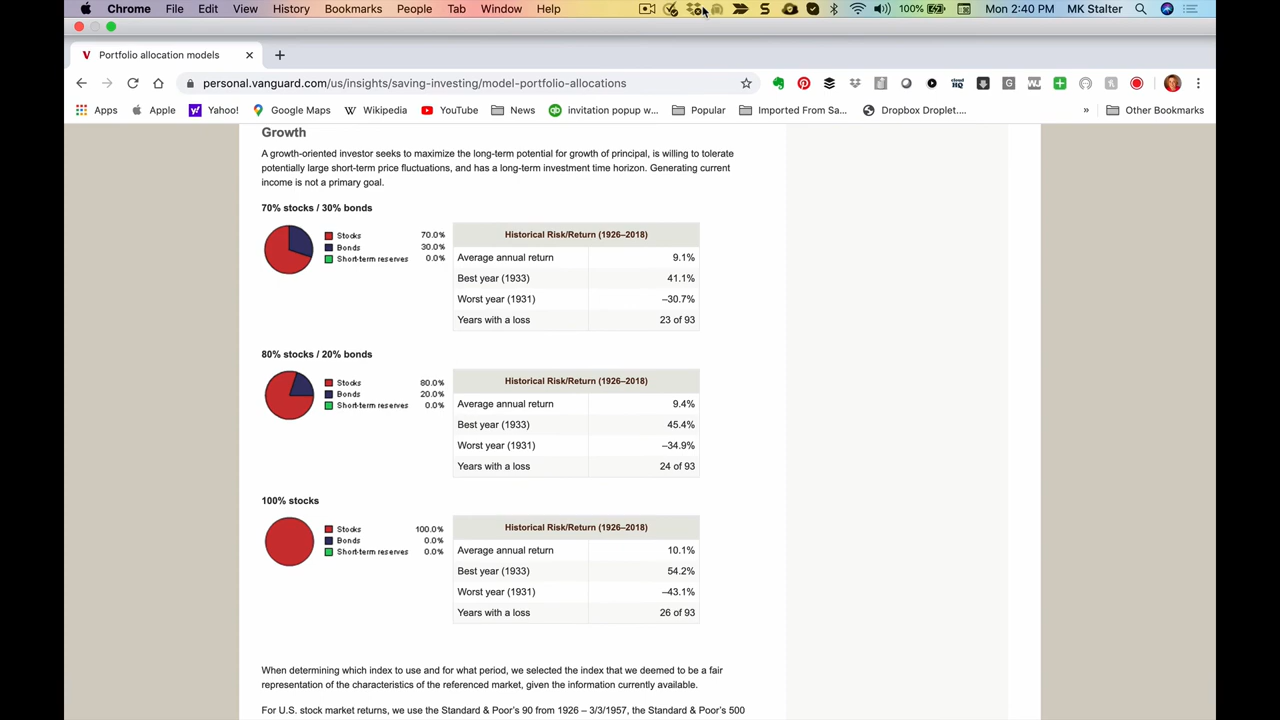 Chrome File Edit View History Bookmarks People Tab Window Help 100% Mon 2:40 PM MK Stalter
Portfolio allocation models
personal.vanguard.com/us/insights/saving-investing/model-portfolio-allocations
Apps Apple Yahoo! Google Maps Wikipedia YouTube News invitation popup w... Popular Imported From Sa... Dropbox Droplet.... » Other Bookmarks
Growth
A growth-oriented investor seeks to maximize the long-term potential for growth of principal, is willing to tolerate
potentially large short-term price fluctuations, and has a long-term investment time horizon. Generating current
income is not a primary goal.
70% stocks / 30% bonds
Stocks 70.0%
Bonds 30.0%
Short-term reserves 0.0%
Historical Risk/Return (1926–2018)
Average annual return 9.1%
Best year (1933) 41.1%
Worst year (1931) –30.7%
Years with a loss 23 of 93
80% stocks / 20% bonds
Stocks 80.0%
Bonds 20.0%
Short-term reserves 0.0%
Historical Risk/Return (1926–2018)
Average annual return 9.4%
Best year (1933) 45.4%
Worst year (1931) –34.9%
Years with a loss 24 of 93
100% stocks
Stocks 100.0%
Bonds 0.0%
Short-term reserves 0.0%
Historical Risk/Return (1926–2018)
Average annual return 10.1%
Best year (1933) 54.2%
Worst year (1931) –43.1%
Years with a loss 26 of 93
When determining which index to use and for what period, we selected the index that we deemed to be a fair
representation of the characteristics of the referenced market, given the information currently available.
For U.S. stock market returns, we use the Standard & Poor's 90 from 1926 – 3/3/1957, the Standard & Poor's 500